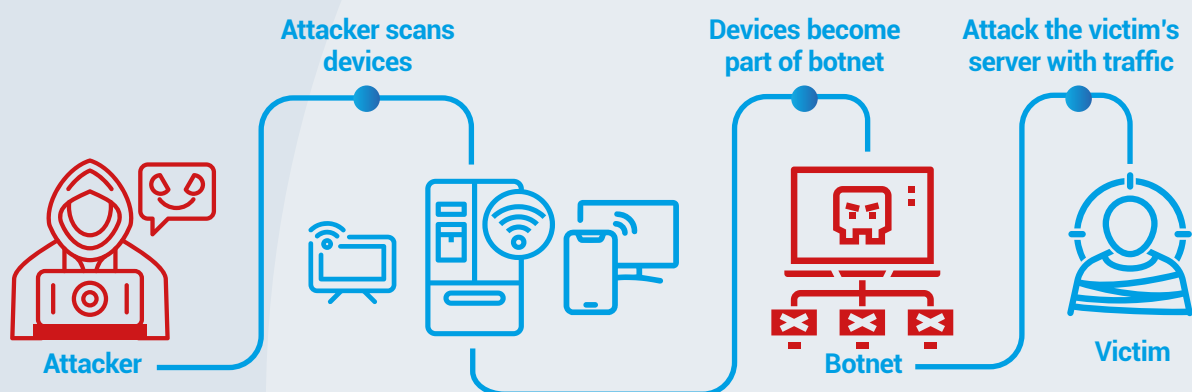 Attacker scans
devices
Devices become
part of botnet
Attack the victim's
server with traffic
Attacker
Botnet
Victim